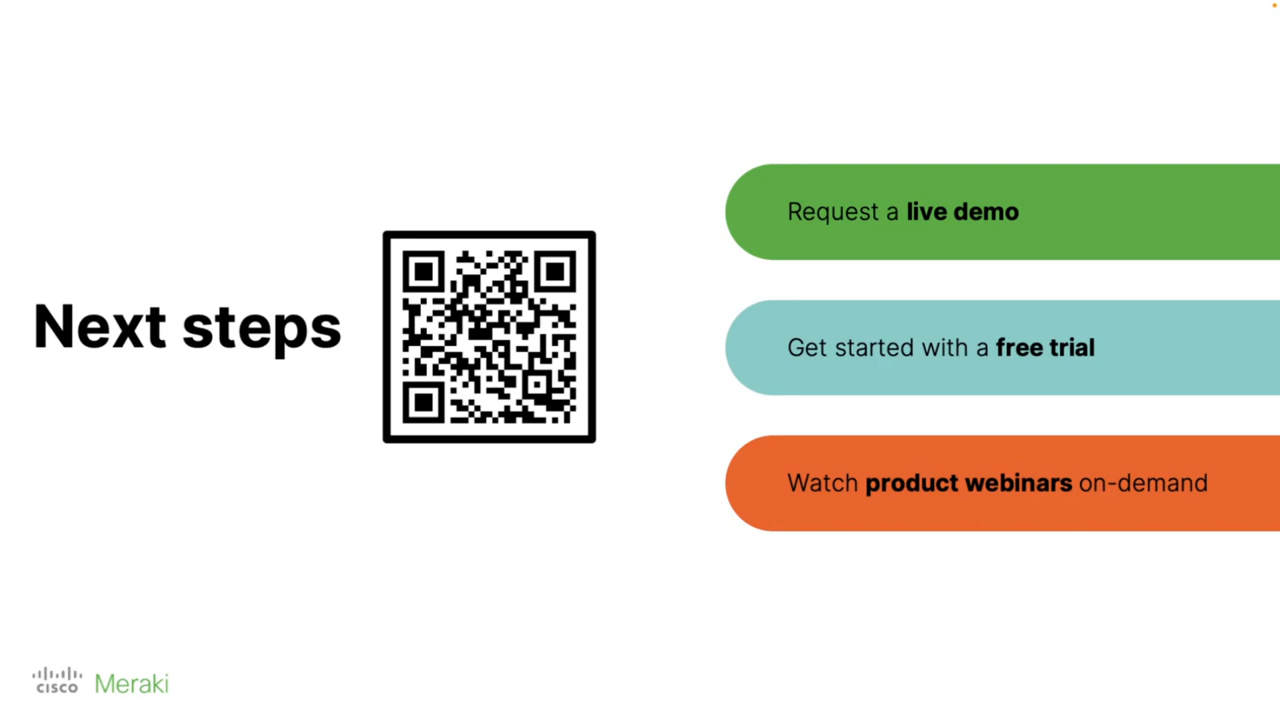 Next steps
Request a live demo
Get started with a free trial
Watch product webinars on-demand
CISCO Meraki